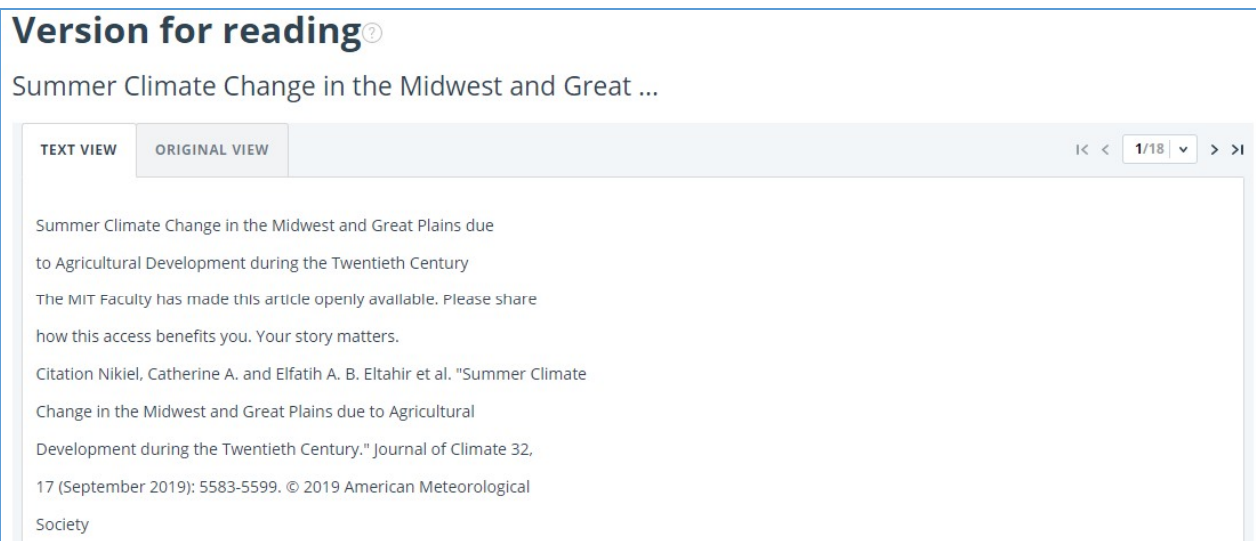 Version for reading
Summer Climate Change in the Midwest and Great ...
TEXT VIEW ORIGINAL VIEW 1/18
Summer Climate Change in the Midwest and Great Plains due
to Agricultural Development during the Twentieth Century
The MIT Faculty has made this article openly available. Please share
how this access benefits you. Your story matters.
Citation Nikiel, Catherine A. and Elfatih A. B. Eltahir et al. "Summer Climate
Change in the Midwest and Great Plains due to Agricultural
Development during the Twentieth Century." Journal of Climate 32,
17 (September 2019): 5583-5599. © 2019 American Meteorological
Society